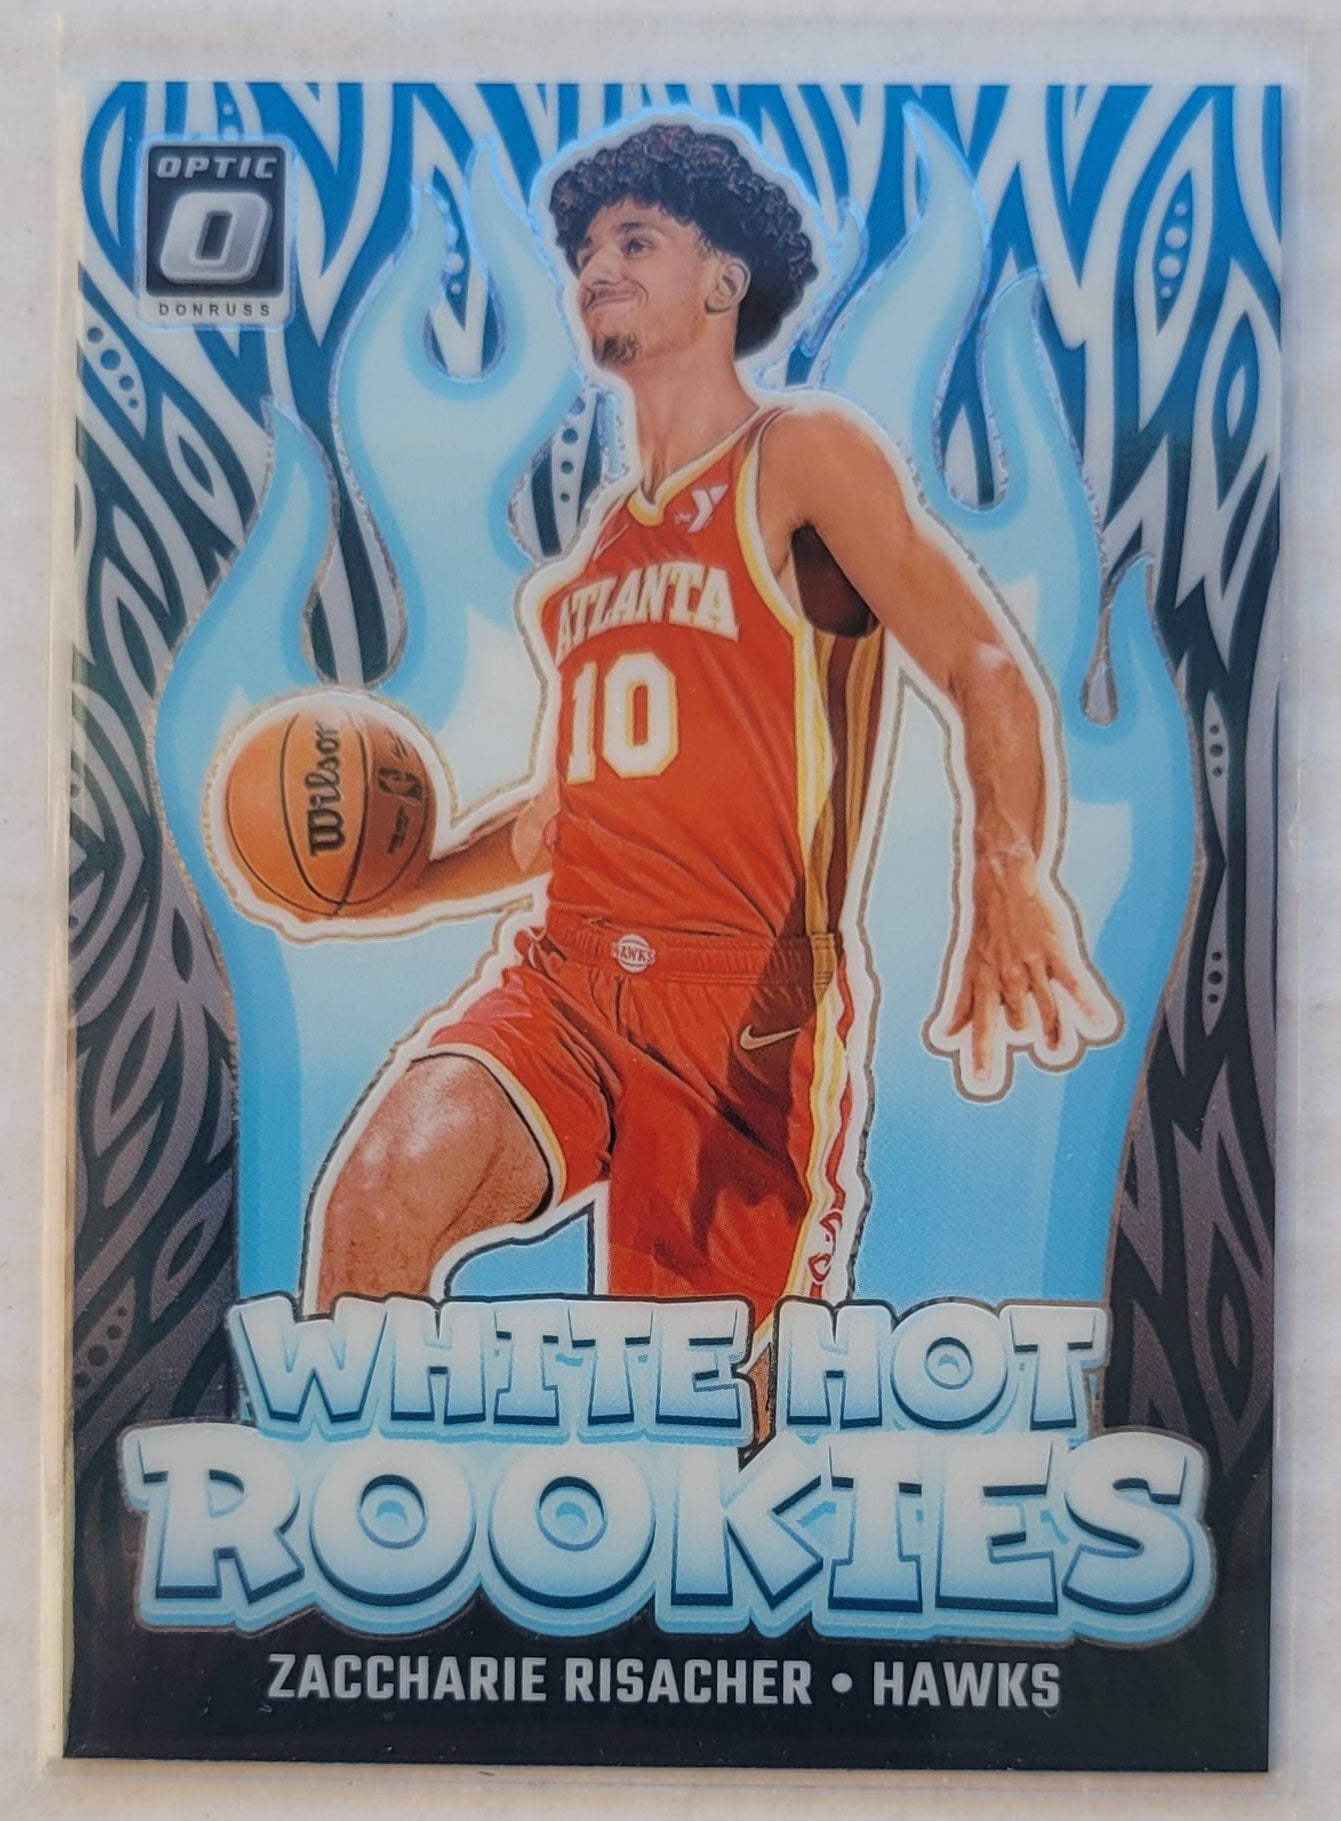 OPTIC
O
DONRUSS
ATLANTA
10
Wilson
HAWKS
WHITE HOT
ROOKIES
ZACCHARIE RISACHER • HAWKS